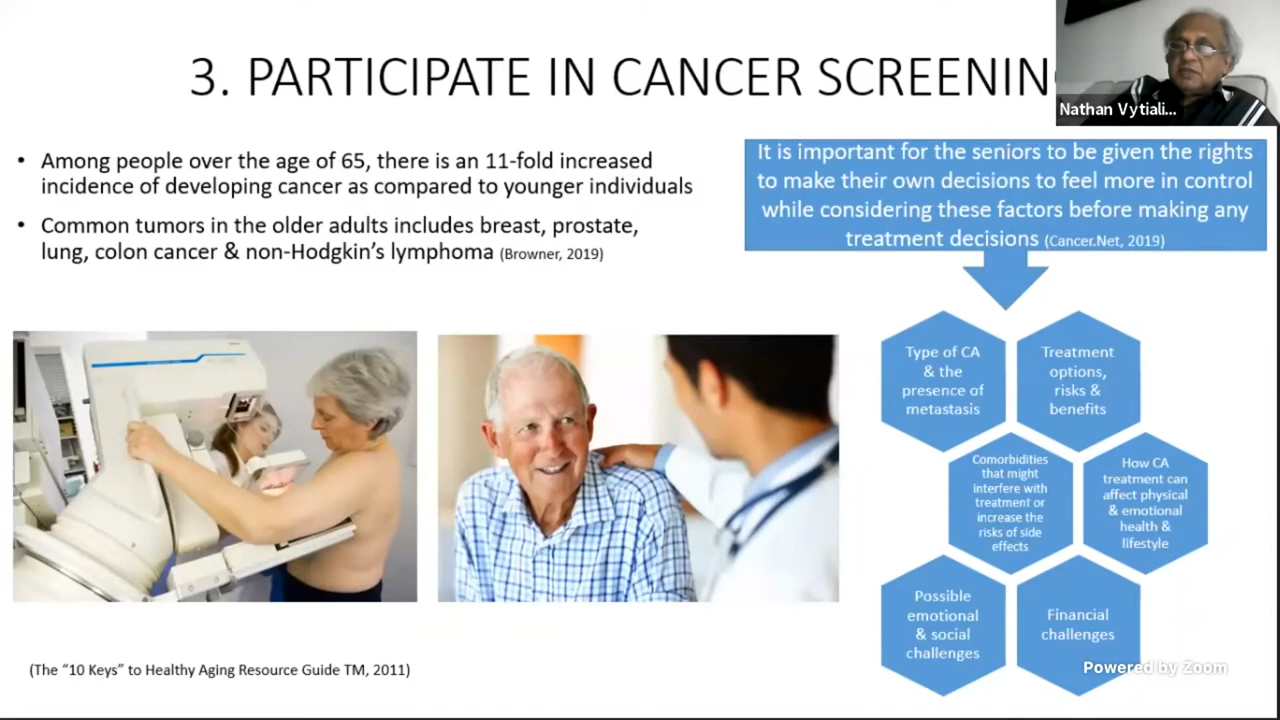 3. PARTICIPATE IN CANCER SCREENIN
Nathan Vytiali...
• Among people over the age of 65, there is an 11-fold increased
incidence of developing cancer as compared to younger individuals
• Common tumors in the older adults includes breast, prostate,
lung, colon cancer & non-Hodgkin's lymphoma (Browner, 2019)
It is important for the seniors to be given the rights
to make their own decisions to feel more in control
while considering these factors before making any
treatment decisions (Cancer.Net, 2019)
Type of CA
& the
presence of
metastasis
Treatment
options,
risks &
benefits
Comorbidities
that might
interfere with
treatment or
increase the
risks of side
effects
How CA
treatment can
affect physical
& emotional
health &
lifestyle
Possible
emotional
& social
challenges
Financial
challenges
(The "10 Keys" to Healthy Aging Resource Guide TM, 2011)
Powered by Zoom